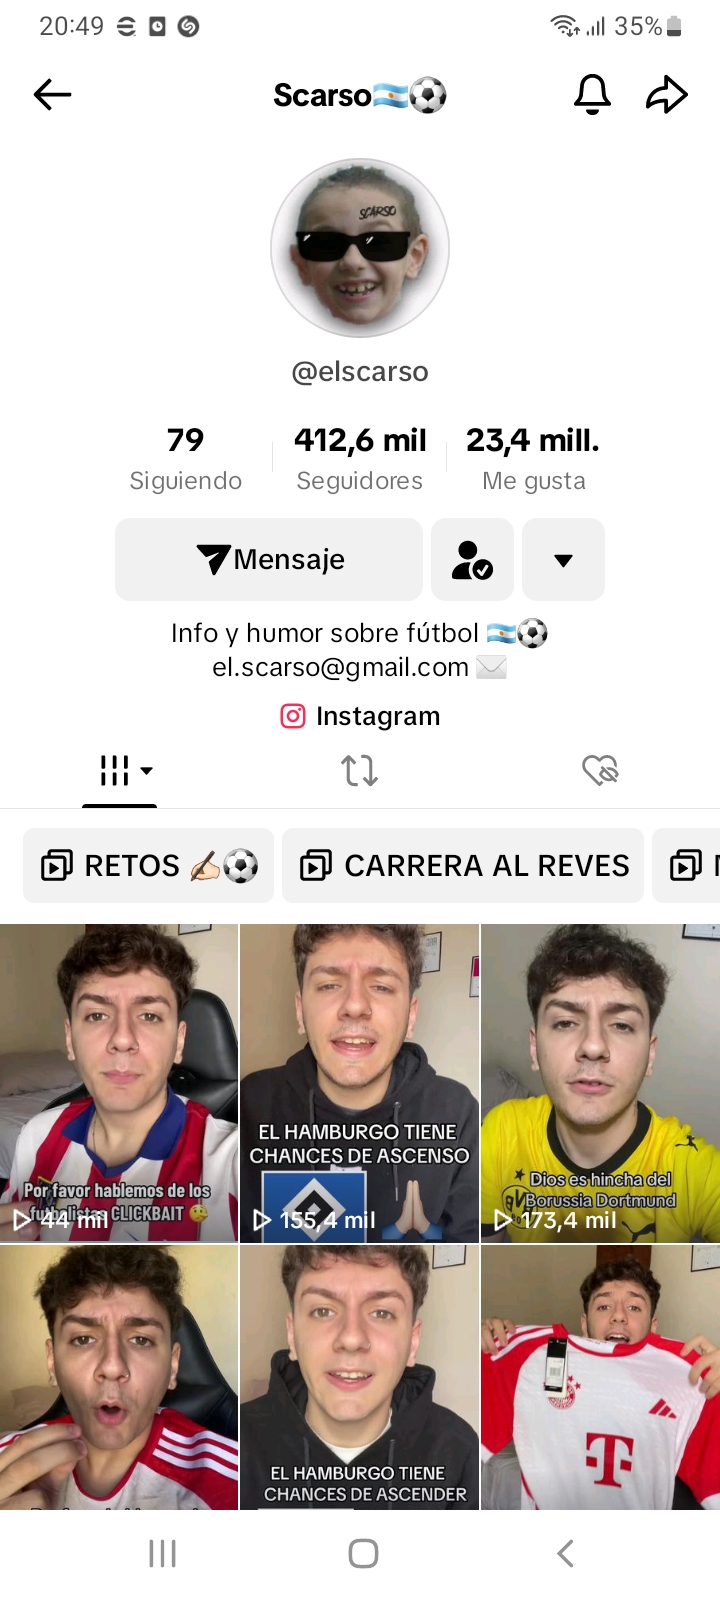 20:49
35%
Scarso🇦🇷⚽
SCARSO
@elscarso
79
412,6 mil
23,4 mill.
Siguiendo
Seguidores
Me gusta
Mensaje
Info y humor sobre fútbol 🇦🇷⚽
el.scarso@gmail.com ✉️
Instagram
RETOS ✍🏻⚽
CARRERA AL REVES
Por favor hablemos de los
futbolistas CLICKBAIT
44 mil
EL HAMBURGO TIENE
CHANCES DE ASCENSO
155,4 mil
Dios es hincha del
Borussia Dortmund
173,4 mil
EL HAMBURGO TIENE
CHANCES DE ASCENDER
T